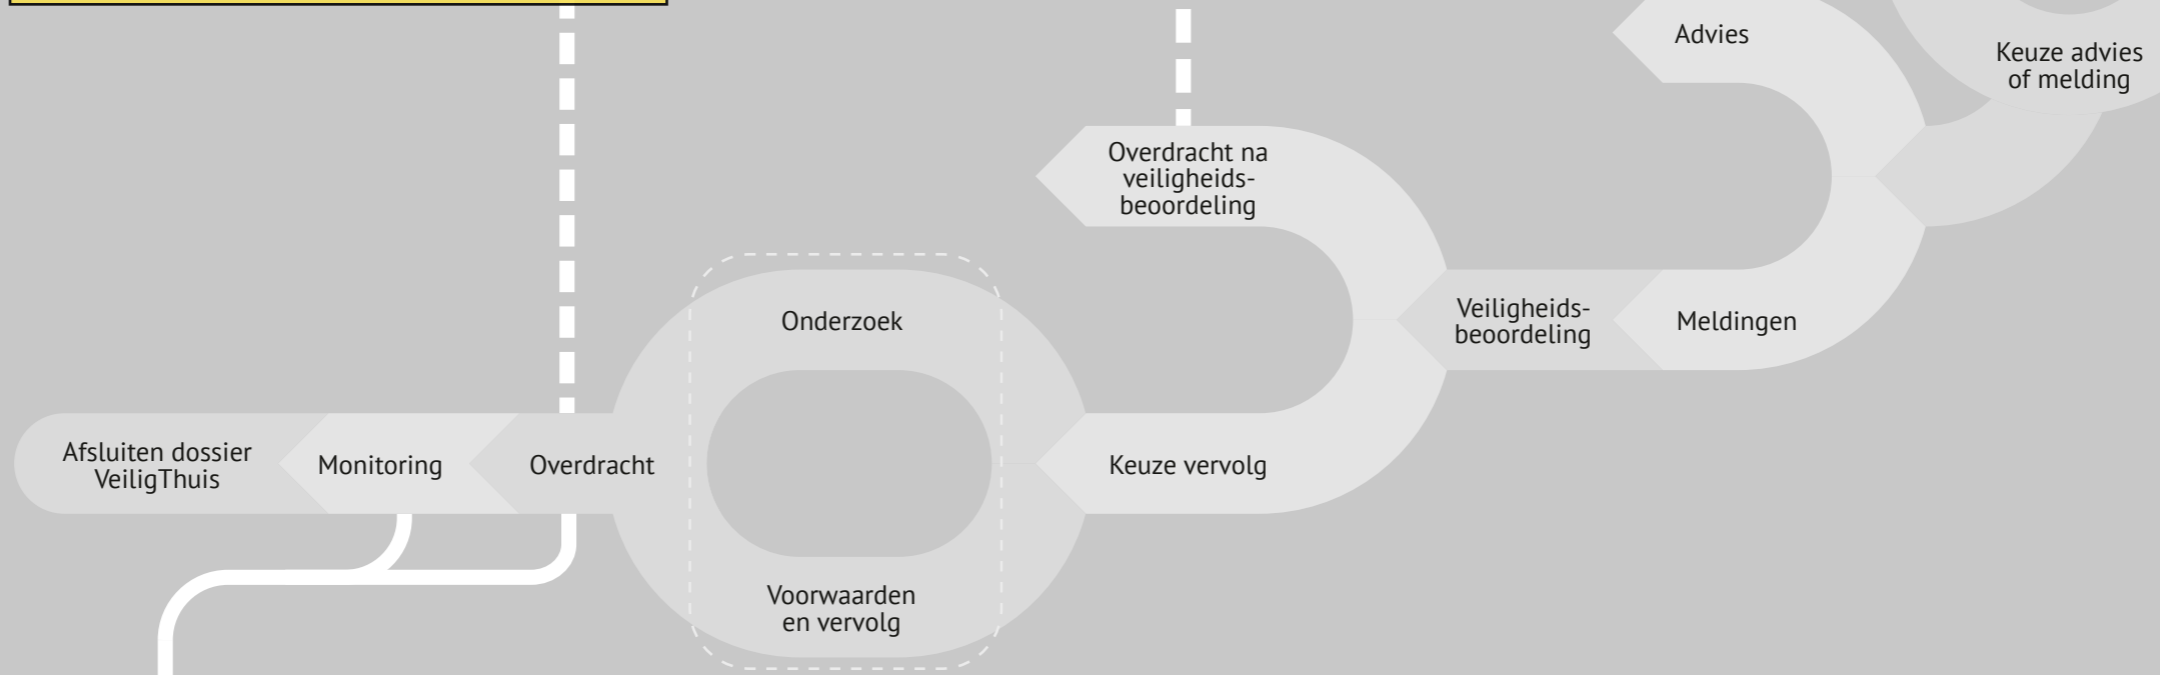 Advies
Keuze advies
of melding
Overdracht na
veiligheids-
beoordeling
Onderzoek
Veiligheids-
beoordeling
Meldingen
Afsluiten dossier
VeiligThuis
Monitoring
Overdracht
Keuze vervolg
Voorwaarden
en vervolg